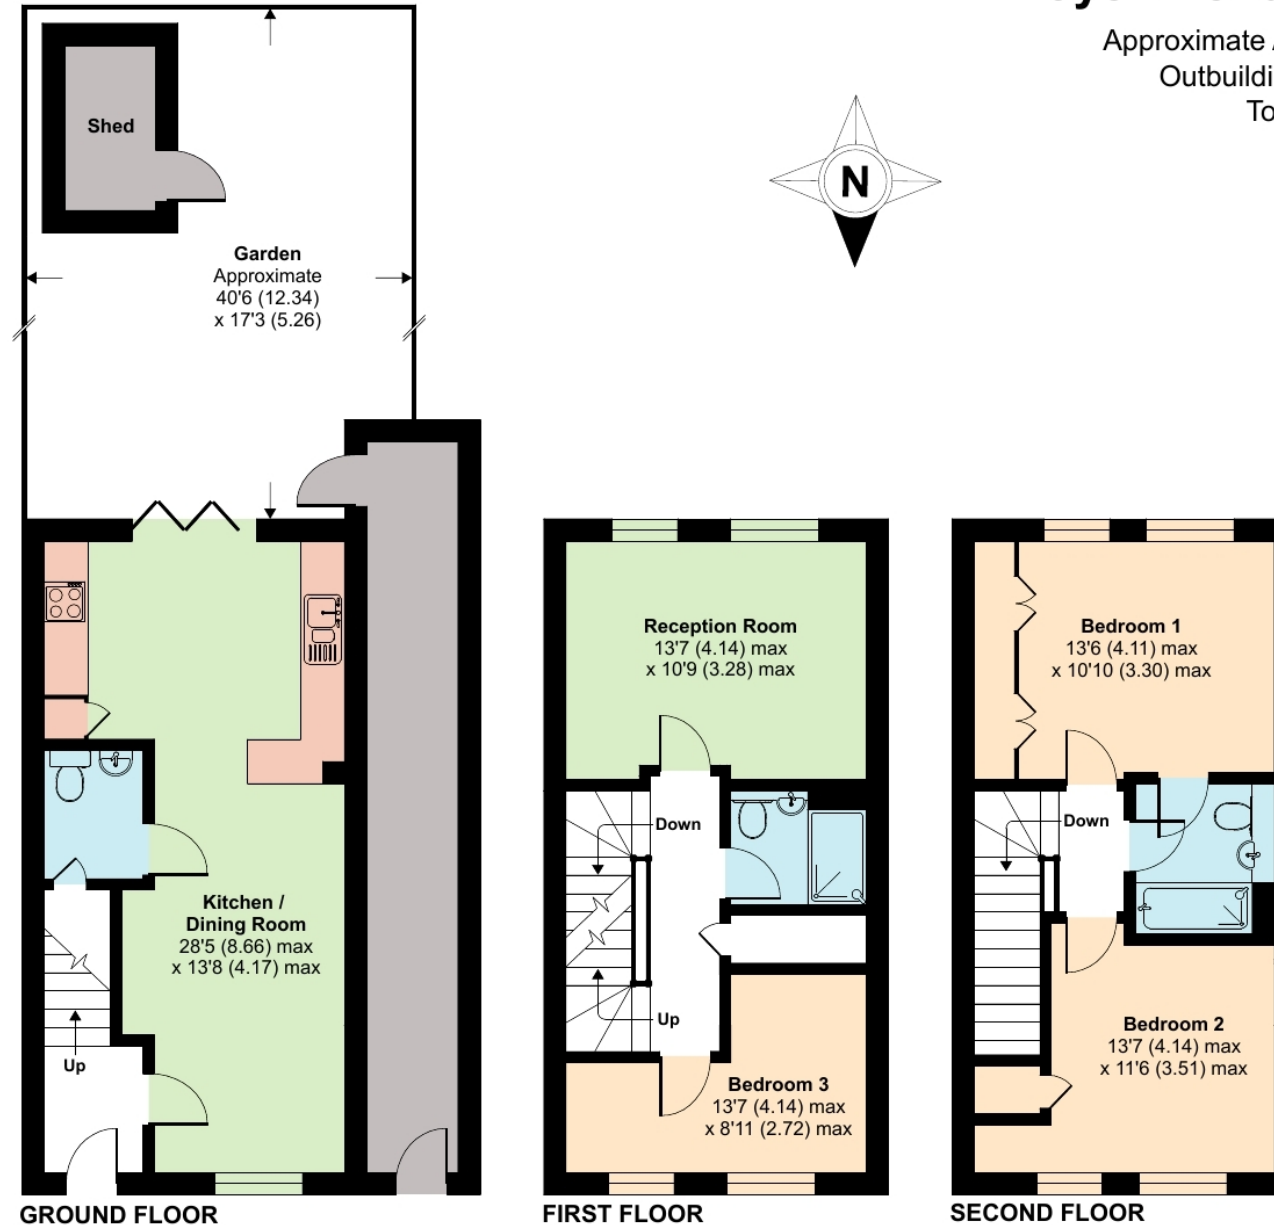 Approximate
Outbuildi
To
N
Shed
Garden
Approximate
40'6 (12.34)
x 17'3 (5.26)
Kitchen /
Dining Room
28'5 (8.66) max
x 13'8 (4.17) max
Up
GROUND FLOOR
Reception Room
13'7 (4.14) max
x 10'9 (3.28) max
Down
Up
Bedroom 3
13'7 (4.14) max
x 8'11 (2.72) max
FIRST FLOOR
Bedroom 1
13'6 (4.11) max
x 10'10 (3.30) max
Down
Bedroom 2
13'7 (4.14) max
x 11'6 (3.51) max
SECOND FLOOR